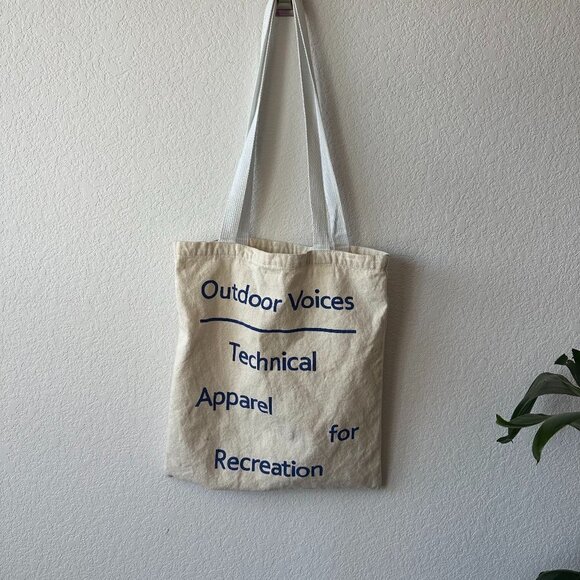 Outdoor Voices
Technical
Apparel
for
Recreation